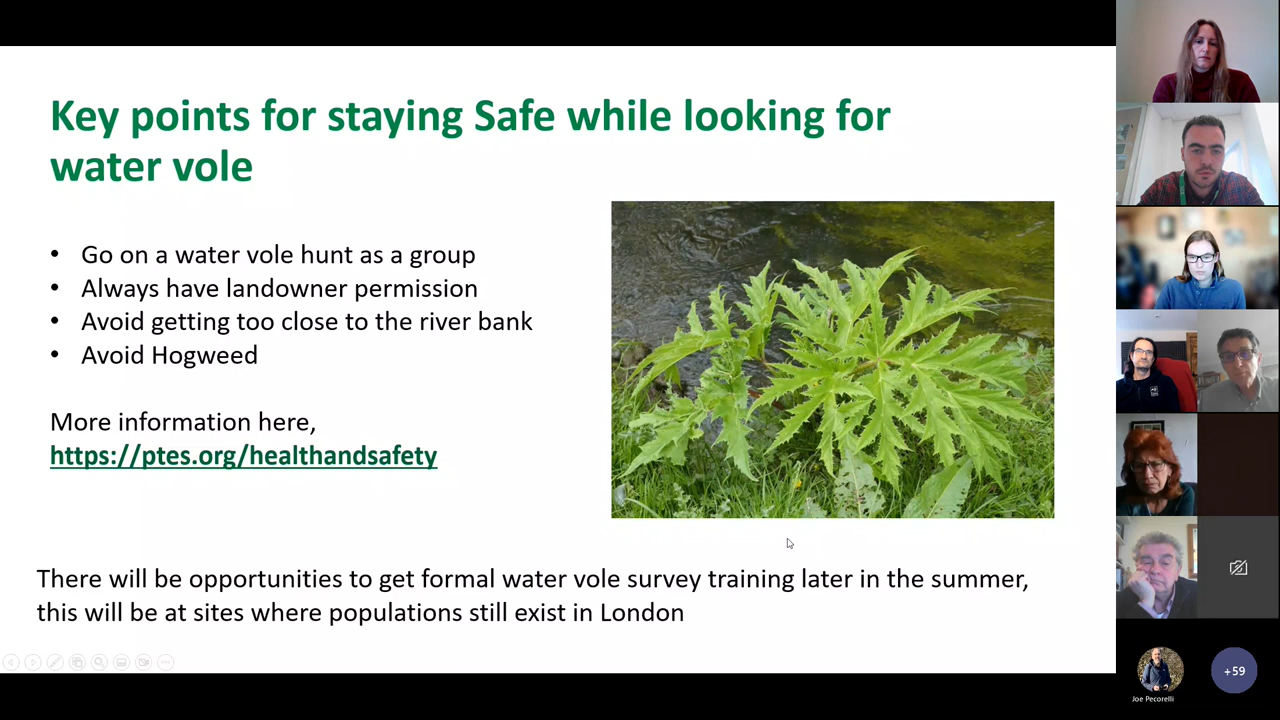 Key points for staying Safe while looking for
water vole
• Go on a water vole hunt as a group
• Always have landowner permission
• Avoid getting too close to the river bank
• Avoid Hogweed
More information here,
https://ptes.org/healthandsafety
There will be opportunities to get formal water vole survey training later in the summer,
this will be at sites where populations still exist in London
Joe Pecorelli
+59